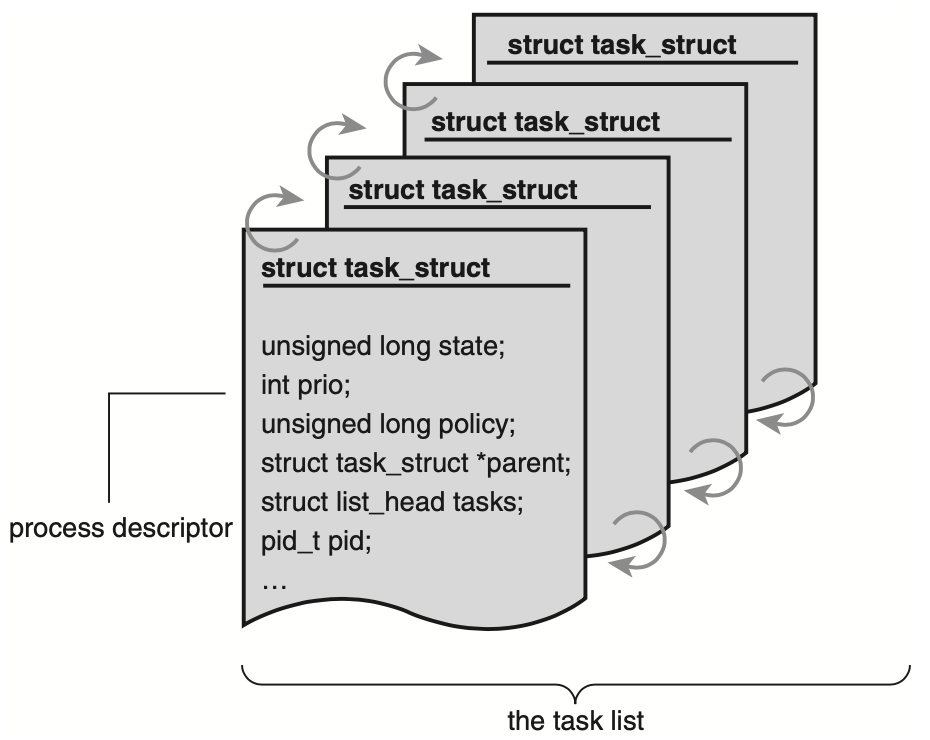 struct task_struct
struct task_struct
struct task_struct
struct task_struct
unsigned long state;
int prio;
unsigned long policy;
struct task_struct *parent;
struct list_head tasks;
pid_t pid;
...
process descriptor
the task list